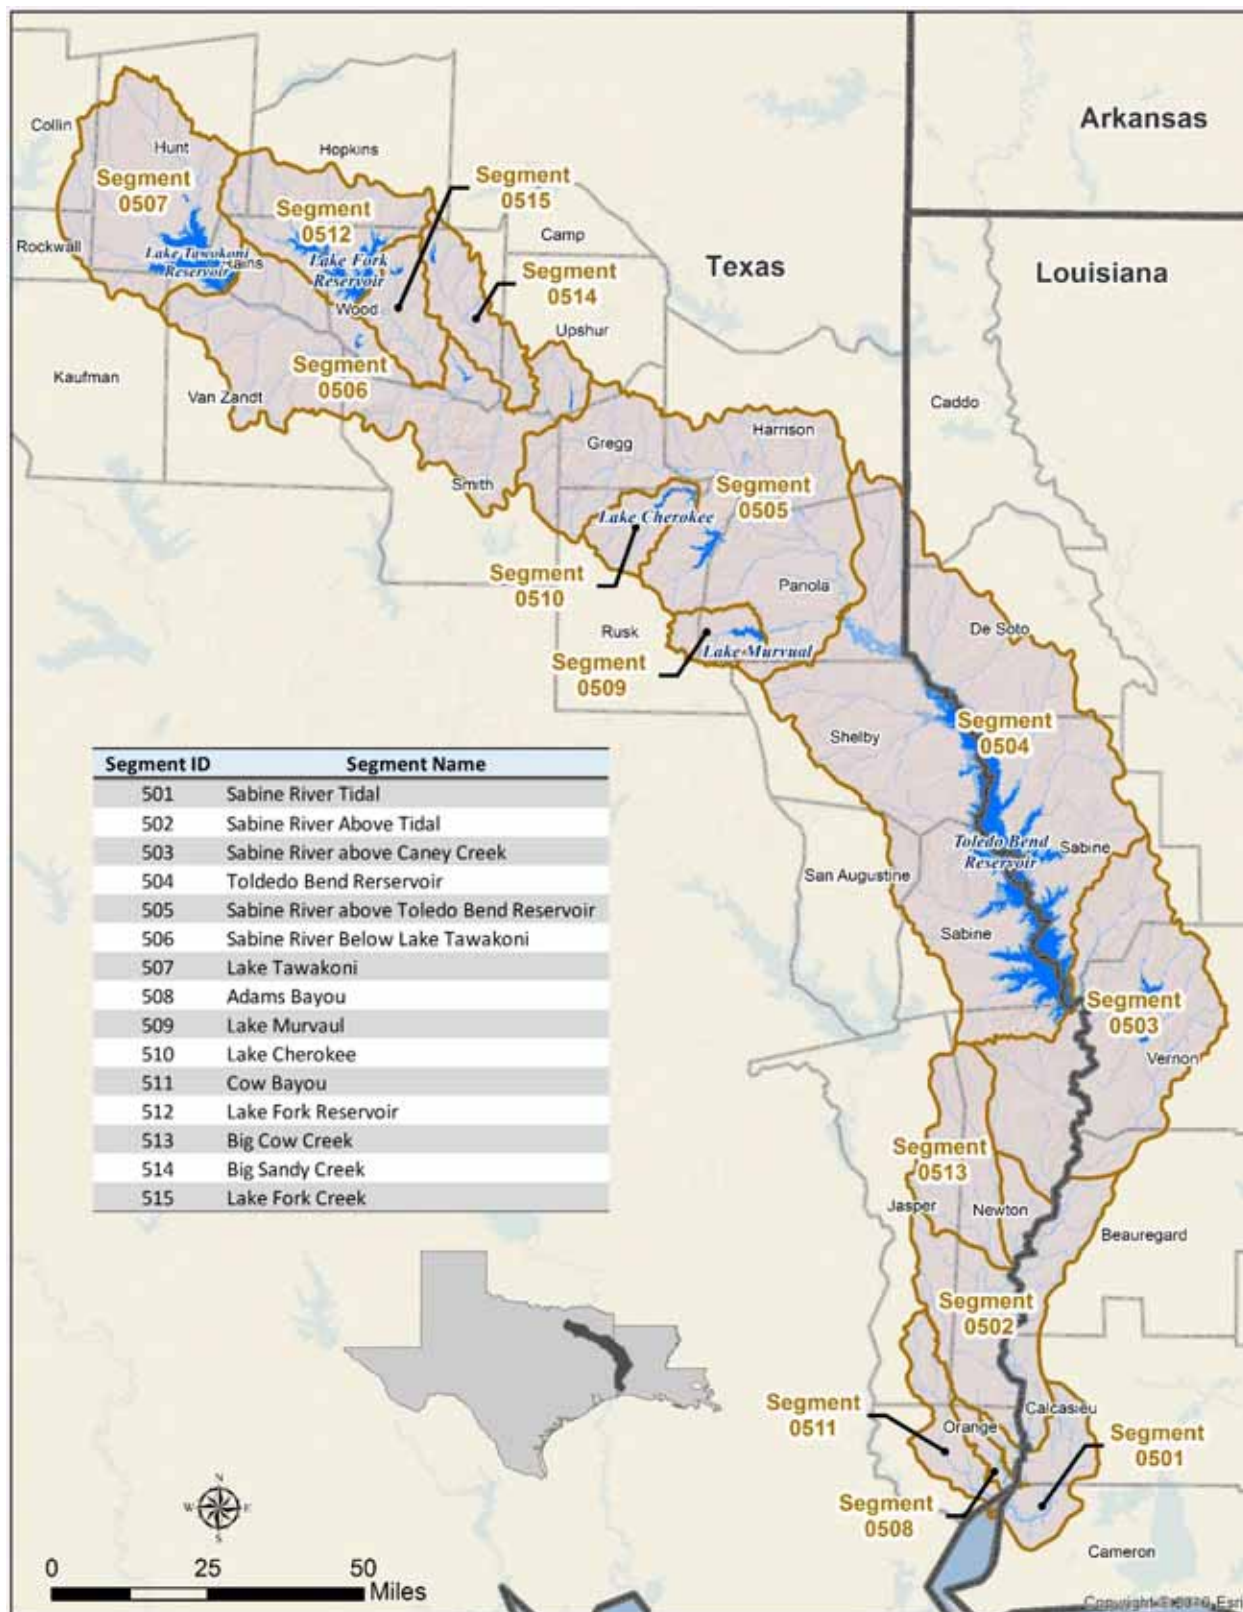 Arkansas
Collin
Hunt
Hopkins
Segment
0507
Segment
0515
Segment
0512
Camp
Rockwall
Lake Tawokoni
Reservoir
ains
Lake Fork
Reservoir
Texas
Louisiana
Segment
0514
Wood
Upshur
Segment
0506
Kaufman
Van Zandt
Caddo
Gregg
Harrison
Smith
Segment
0505
Lake Cherokee
Segment
0510
Panola
Rusk
De Soto
Segment
0509
Lake Murvual
Segment
0504
Shelby
Segment ID Segment Name
501 Sabine River Tidal
502 Sabine River Above Tidal
503 Sabine River above Caney Creek
504 Toldedo Bend Rerservoir
505 Sabine River above Toledo Bend Reservoir
506 Sabine River Below Lake Tawakoni
507 Lake Tawakoni
508 Adams Bayou
509 Lake Murvaul
510 Lake Cherokee
511 Cow Bayou
512 Lake Fork Reservoir
513 Big Cow Creek
514 Big Sandy Creek
515 Lake Fork Creek
Toledo Bend
Reservoir
Sabine
San Augustine
Sabine
Segment
0503
Vernon
Segment
0513
Jasper
Newton
Beauregard
Segment
0502
Segment
0511
Orange
Calcasieu
Segment
0501
Segment
0508
Cameron
N
W E
S
0 25 50
Miles
Copyright:© 2010 Esri